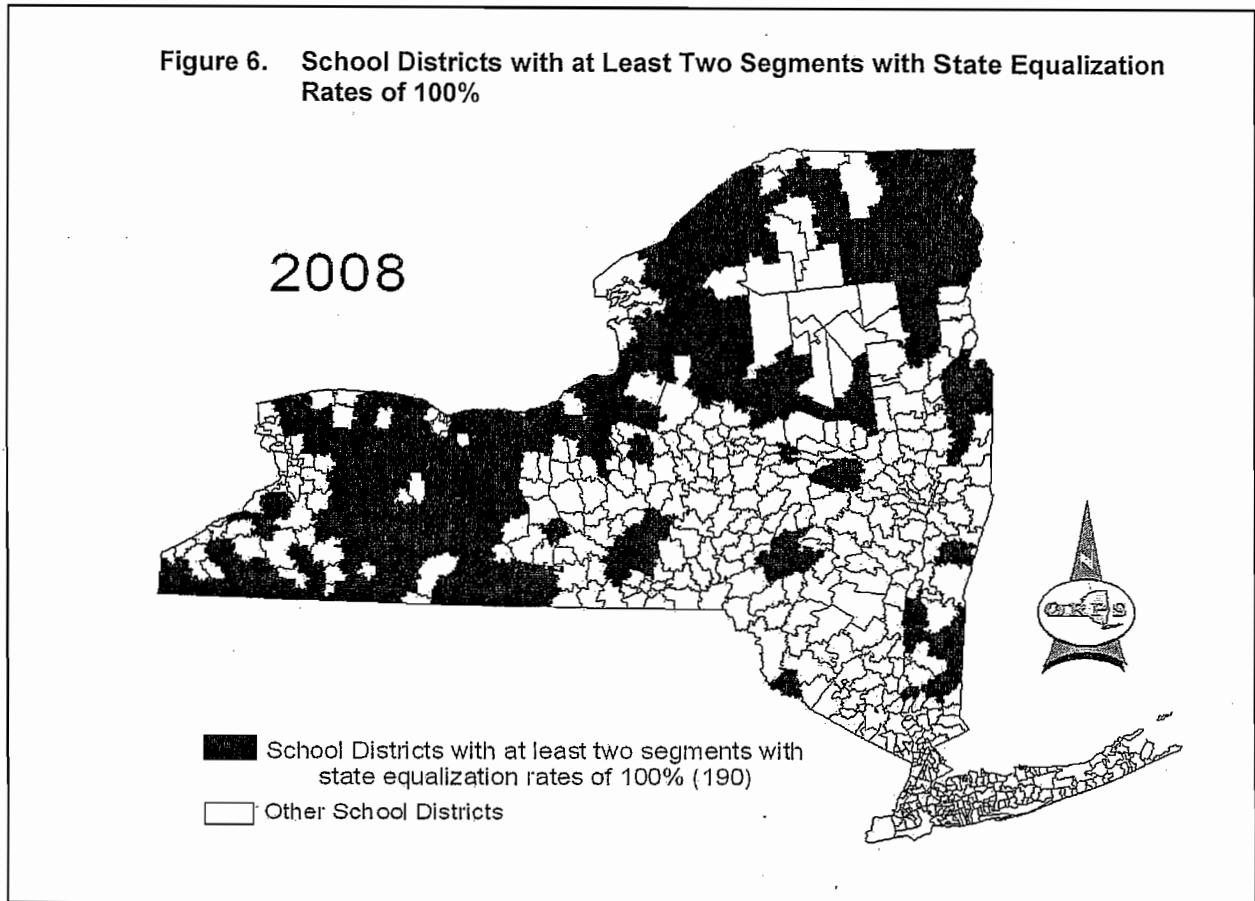 Figure 6. School Districts with at Least Two Segments with State Equalization
Rates of 100%
2008
N
ORPS
School Districts with at least two segments with
state equalization rates of 100% (190)
Other School Districts